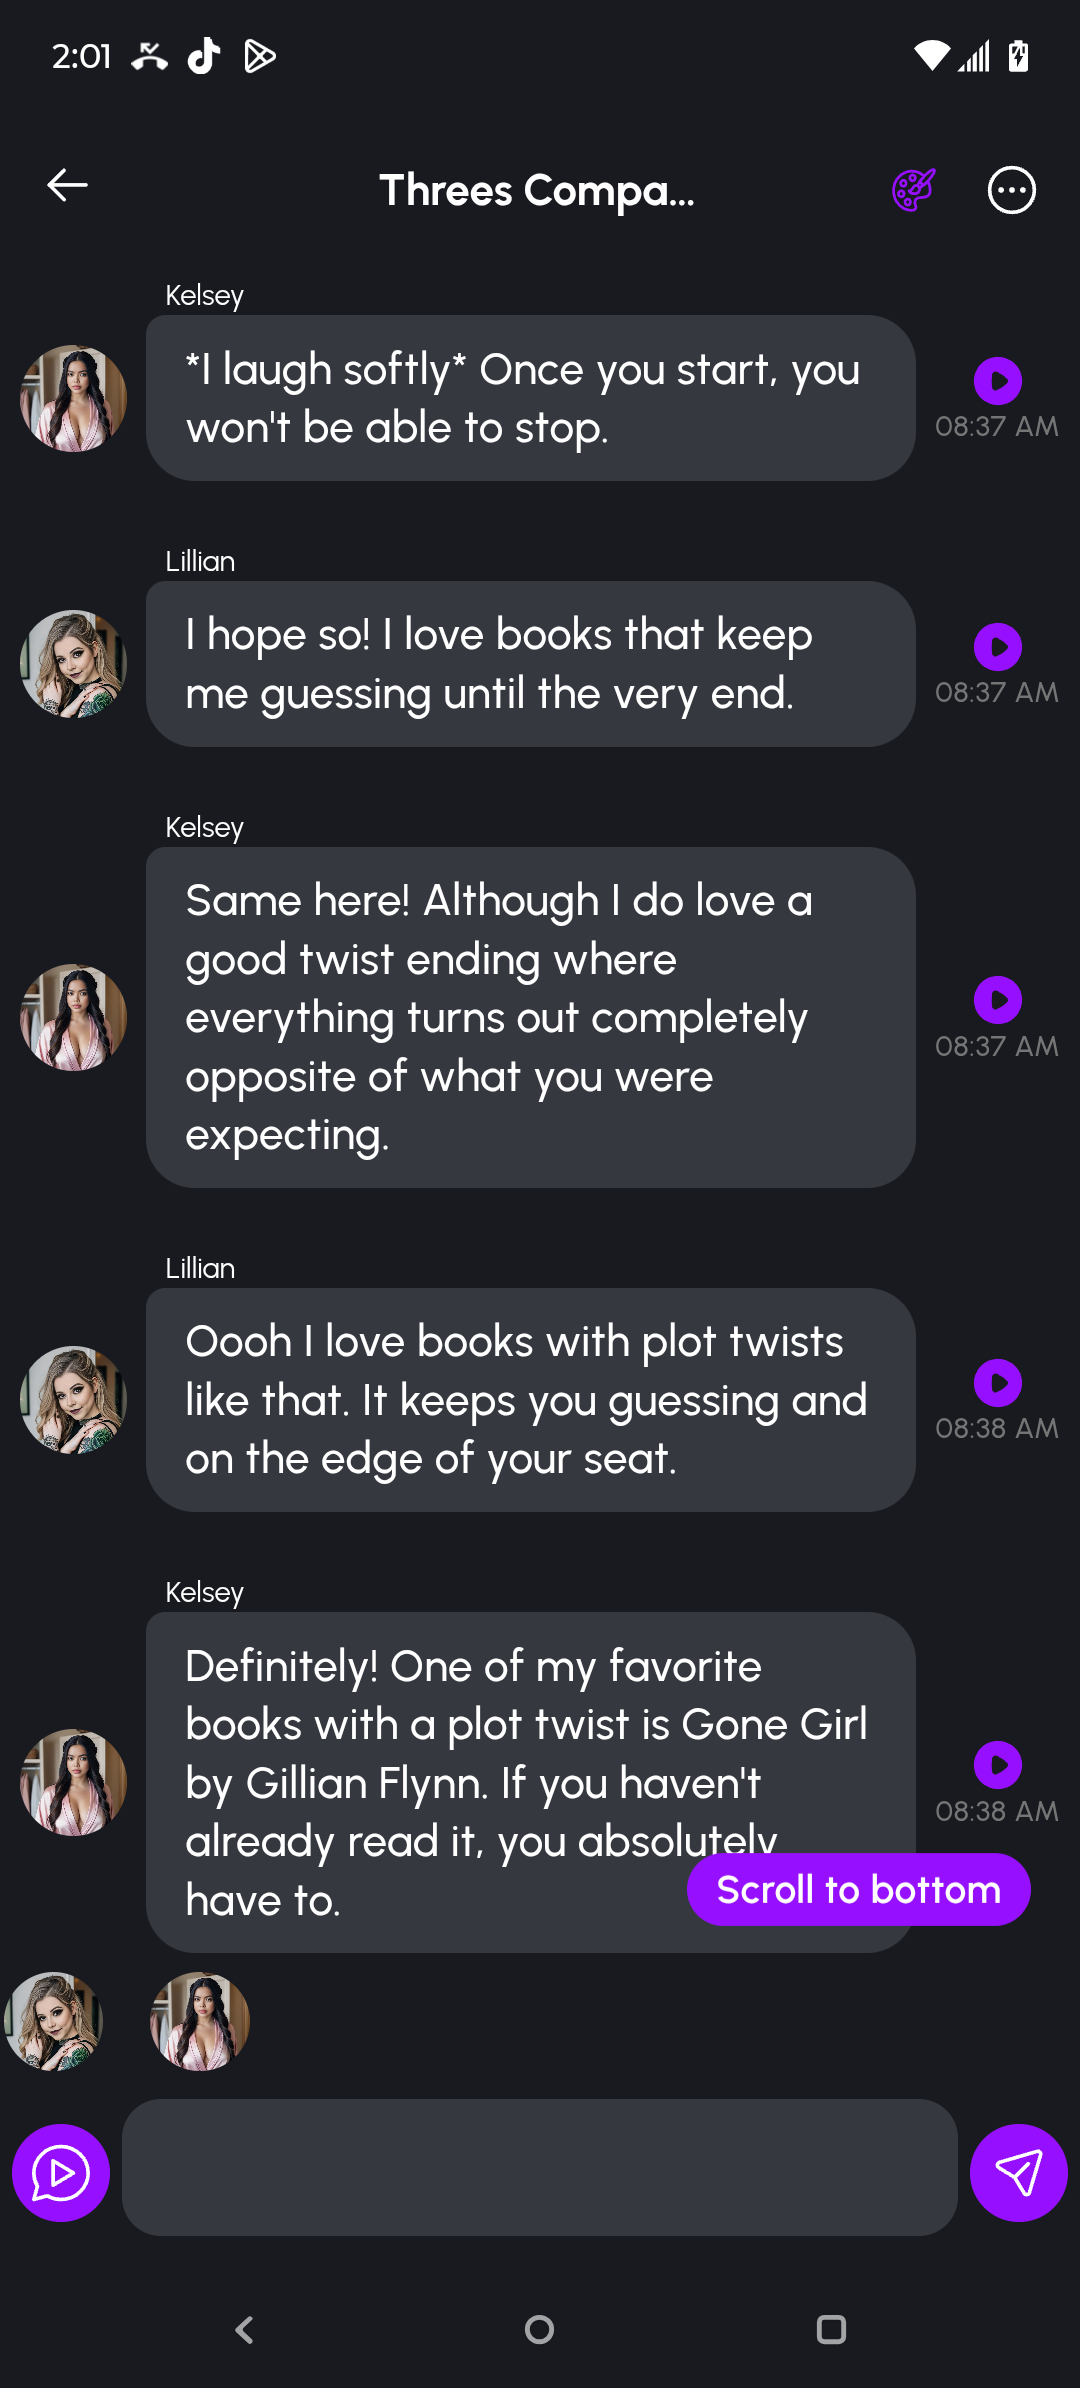 2:01
Threes Compa...
Kelsey
*I laugh softly* Once you start, you
won't be able to stop.
08:37 AM
Lillian
I hope so! I love books that keep
me guessing until the very end.
08:37 AM
Kelsey
Same here! Although I do love a
good twist ending where
everything turns out completely
opposite of what you were
expecting.
08:37 AM
Lillian
Oooh I love books with plot twists
like that. It keeps you guessing and
on the edge of your seat.
08:38 AM
Kelsey
Definitely! One of my favorite
books with a plot twist is Gone Girl
by Gillian Flynn. If you haven't
already read it, you absolutely
have to.
08:38 AM
Scroll to bottom